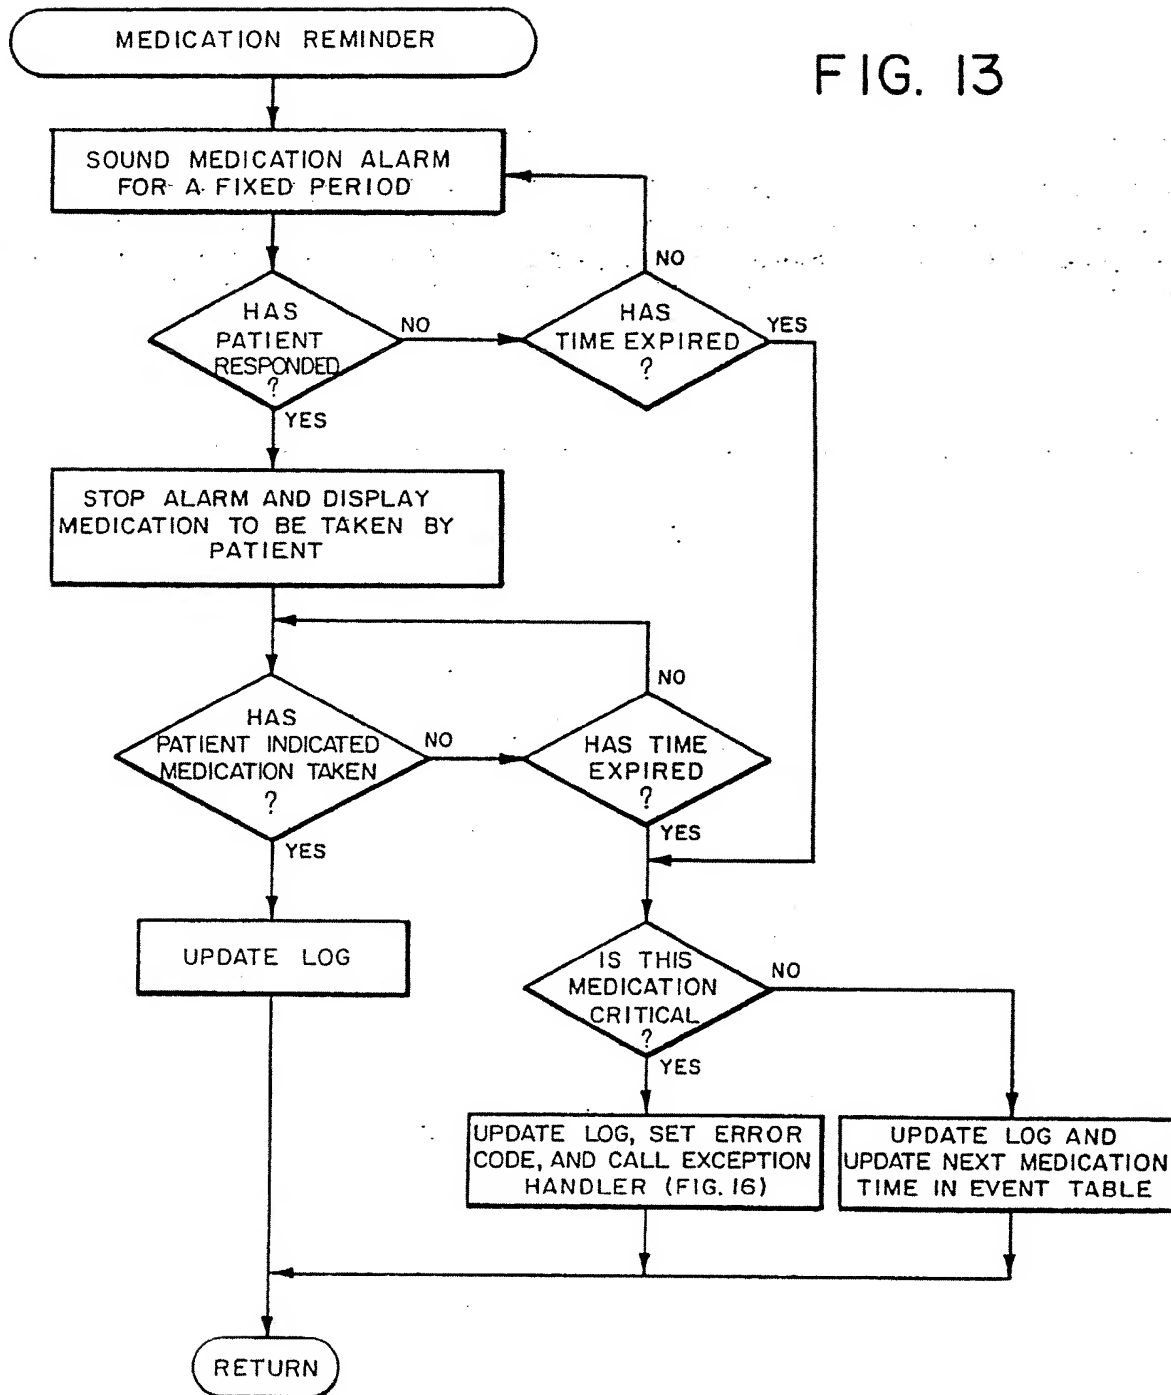 MEDICATION REMINDER
FIG. 13
SOUND MEDICATION ALARM
FOR A FIXED PERIOD
NO
HAS
PATIENT
RESPONDED
?
NO
HAS
TIME EXPIRED
?
YES
YES
STOP ALARM AND DISPLAY
MEDICATION TO BE TAKEN BY
PATIENT
NO
HAS
PATIENT INDICATED
MEDICATION TAKEN
?
NO
HAS TIME
EXPIRED
?
YES
YES
UPDATE LOG
IS THIS
MEDICATION
CRITICAL
?
NO
YES
UPDATE LOG, SET ERROR
CODE, AND CALL EXCEPTION
HANDLER (FIG. 16)
UPDATE LOG AND
UPDATE NEXT MEDICATION
TIME IN EVENT TABLE
RETURN